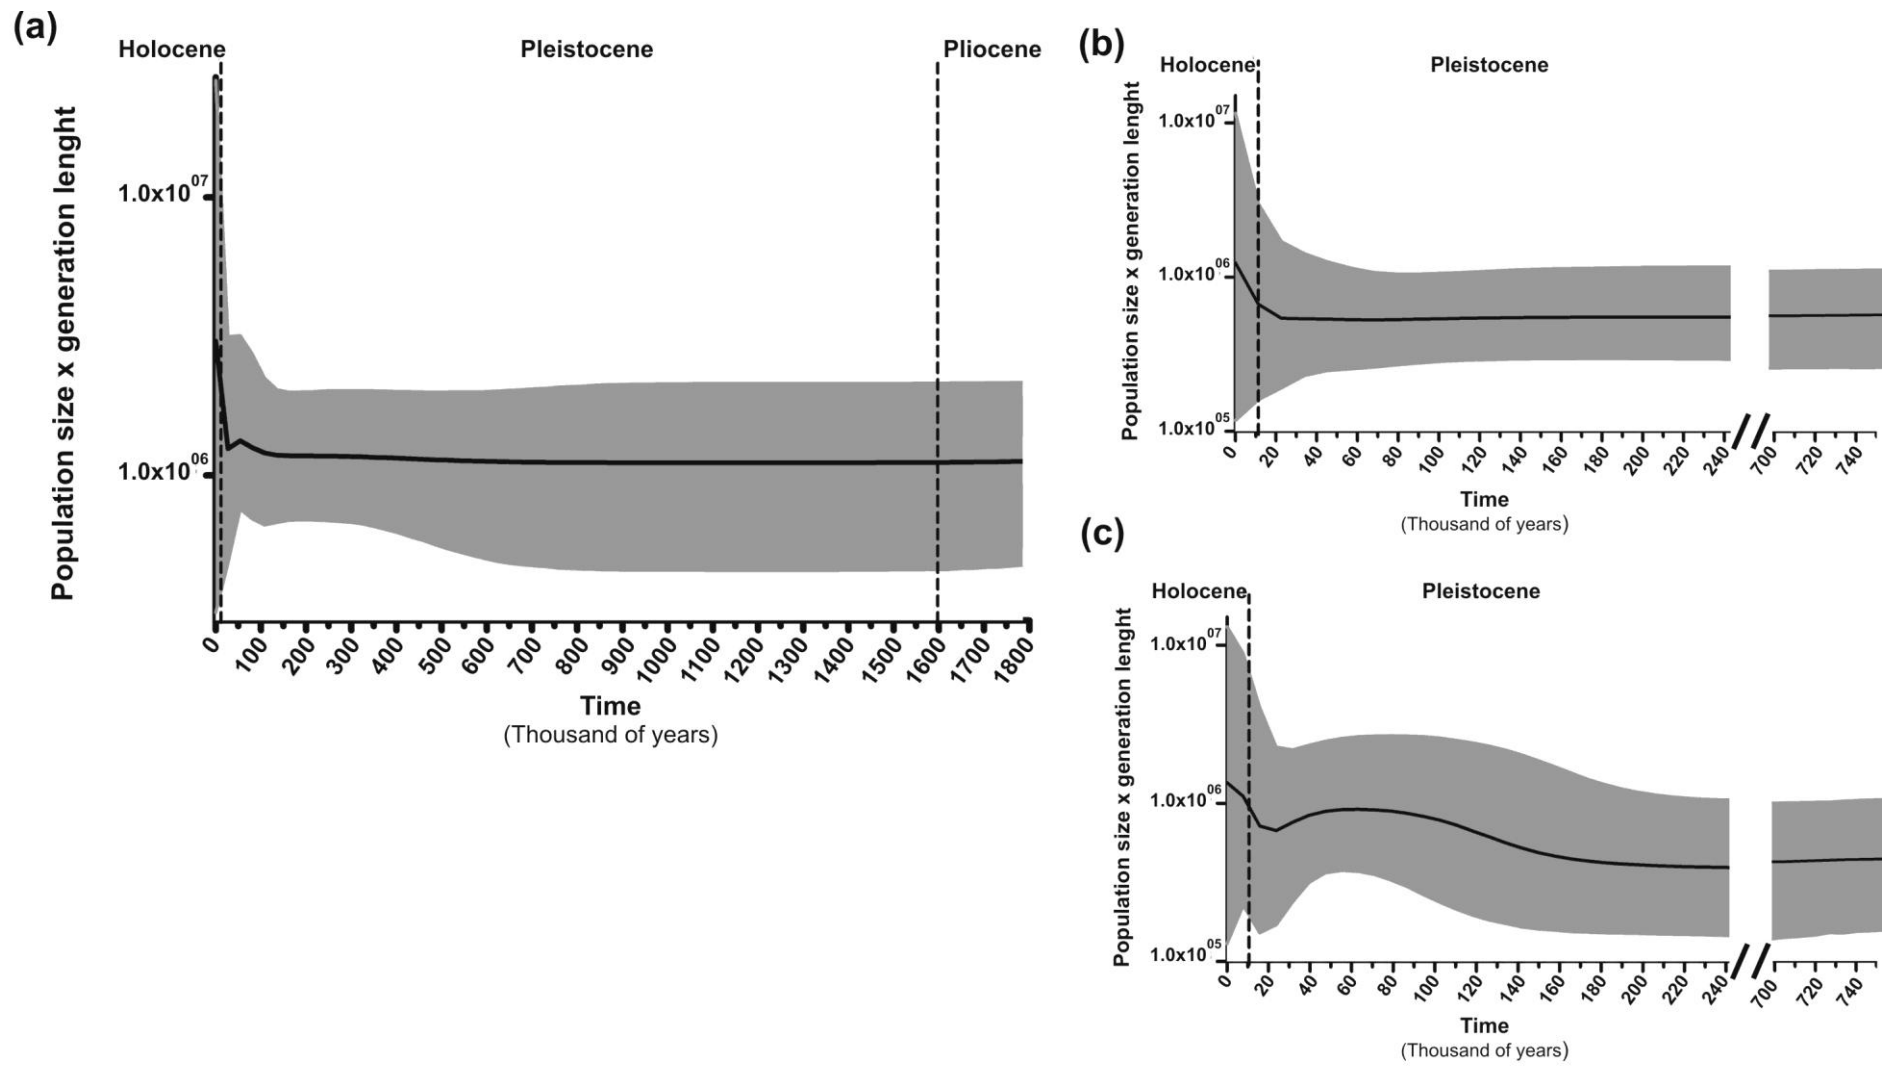 (a)
Holocene Pleistocene Pliocene
Population size x generation lenght
1.0x10^07
1.0x10^06
0 100 200 300 400 500 600 700 800 900 1000 1100 1200 1300 1400 1500 1600 1700 1800
Time
(Thousand of years)
(b)
Holocene Pleistocene
Population size x generation lenght
1.0x10^07
1.0x10^06
1.0x10^05
0 20 40 60 80 100 120 140 160 180 200 220 240 700 720 740
Time
(Thousand of years)
(c)
Holocene Pleistocene
Population size x generation lenght
1.0x10^07
1.0x10^06
1.0x10^05
0 20 40 60 80 100 120 140 160 180 200 220 240 700 720 740
Time
(Thousand of years)